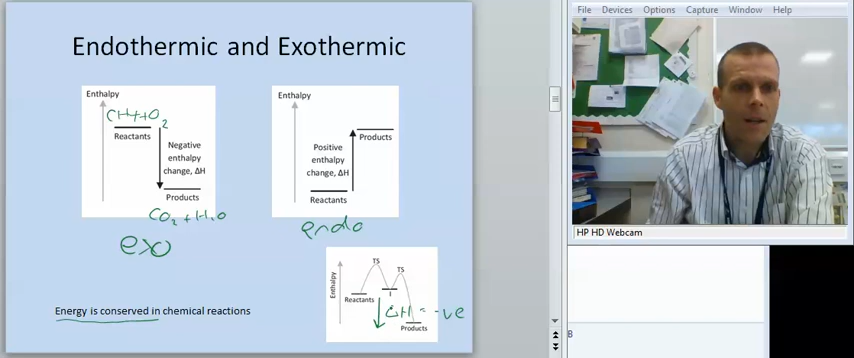 File Devices Options Capture Window Help
Endothermic and Exothermic
Enthalpy
CH4+O2
Reactants
Negative
enthalpy
change, ΔH
Products
CO2 + H2O
exo
Enthalpy
Products
Positive
enthalpy
change, ΔH
Reactants
endo
Enthalpy
TS
TS
Reactants
I
ΔH = -ve
Products
Energy is conserved in chemical reactions
HP HD Webcam
B